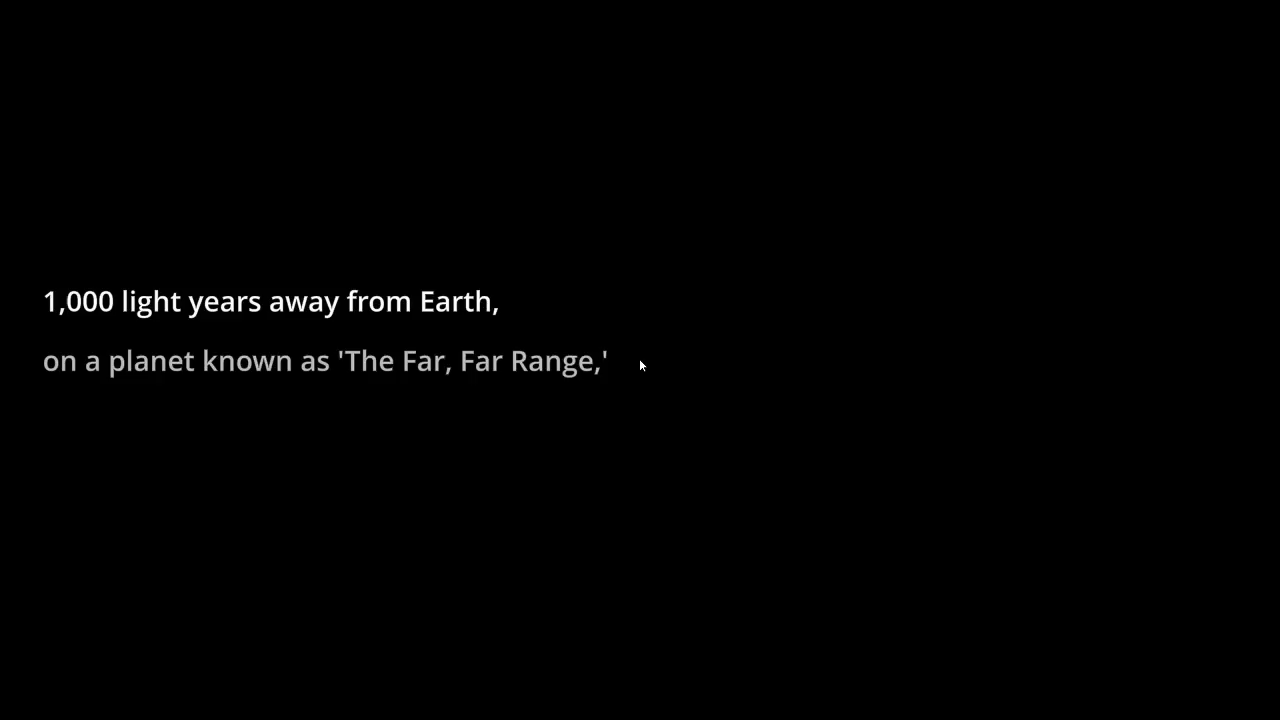 1,000 light years away from Earth,
on a planet known as 'The Far, Far Range,'